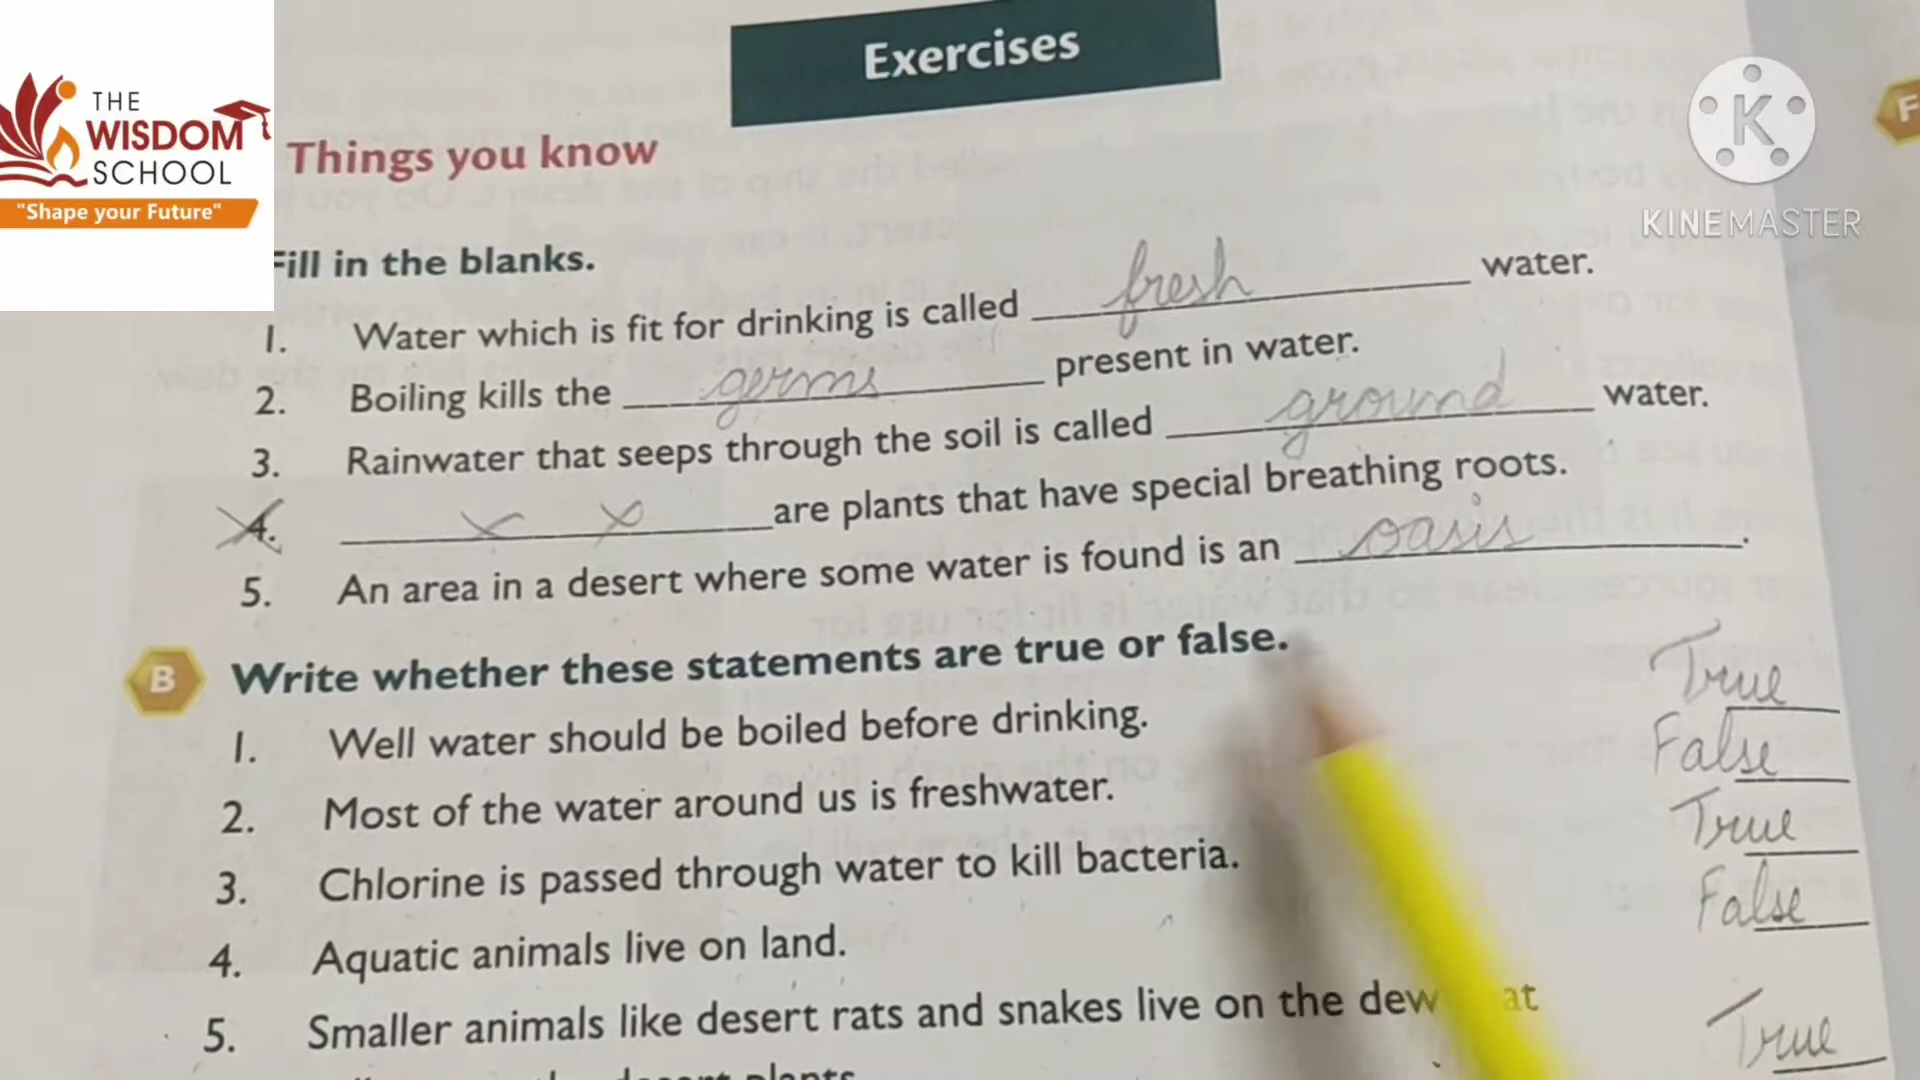 Exercises
THE
WISDOM
SCHOOL
"Shape your Future"
K
KINEMASTER
F
Things you know
Fill in the blanks.
1. Water which is fit for drinking is called fresh water.
2. Boiling kills the germs present in water.
3. Rainwater that seeps through the soil is called ground water.
4. x x are plants that have special breathing roots.
5. An area in a desert where some water is found is an oasis.
B Write whether these statements are true or false.
1. Well water should be boiled before drinking. True
2. Most of the water around us is freshwater. False
3. Chlorine is passed through water to kill bacteria. True
4. Aquatic animals live on land. False
5. Smaller animals like desert rats and snakes live on the dew at True
desert plants